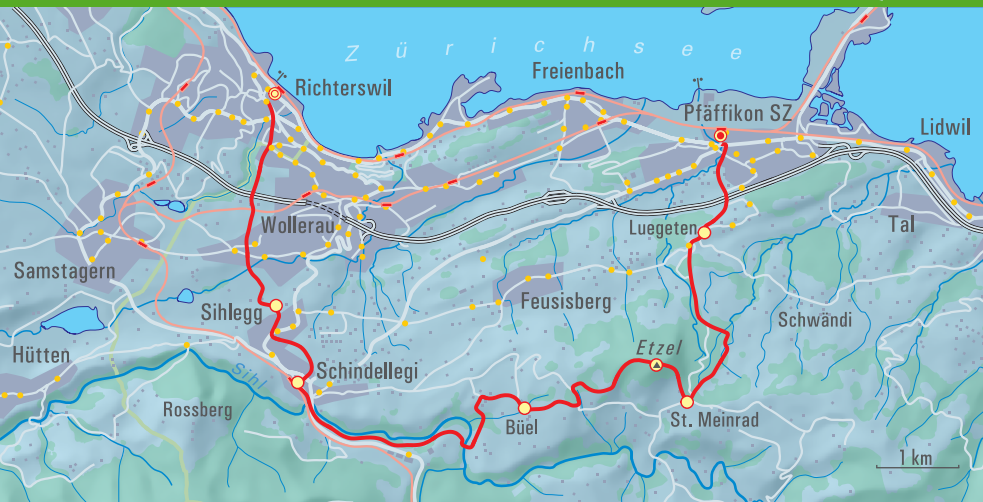 Zürichsee
Freienbach
Richterswil
Pfäffikon SZ
Lidwil
Wollerau
Luegeten
Tal
Samstagern
Feusisberg
Sihlegg
Schwändi
Hütten
Etzel
Schindellegi
Sihl
Rossberg
Büel
St. Meinrad
1 km